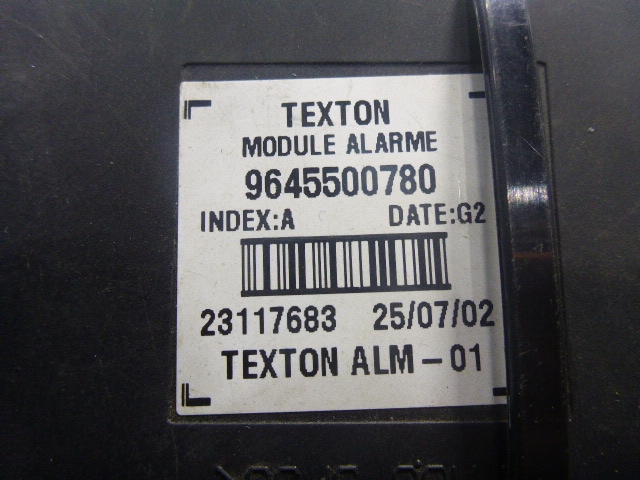 TEXTON
MODULE ALARME
9645500780
INDEX:A DATE:G2
23117683 25/07/02
TEXTON ALM-01